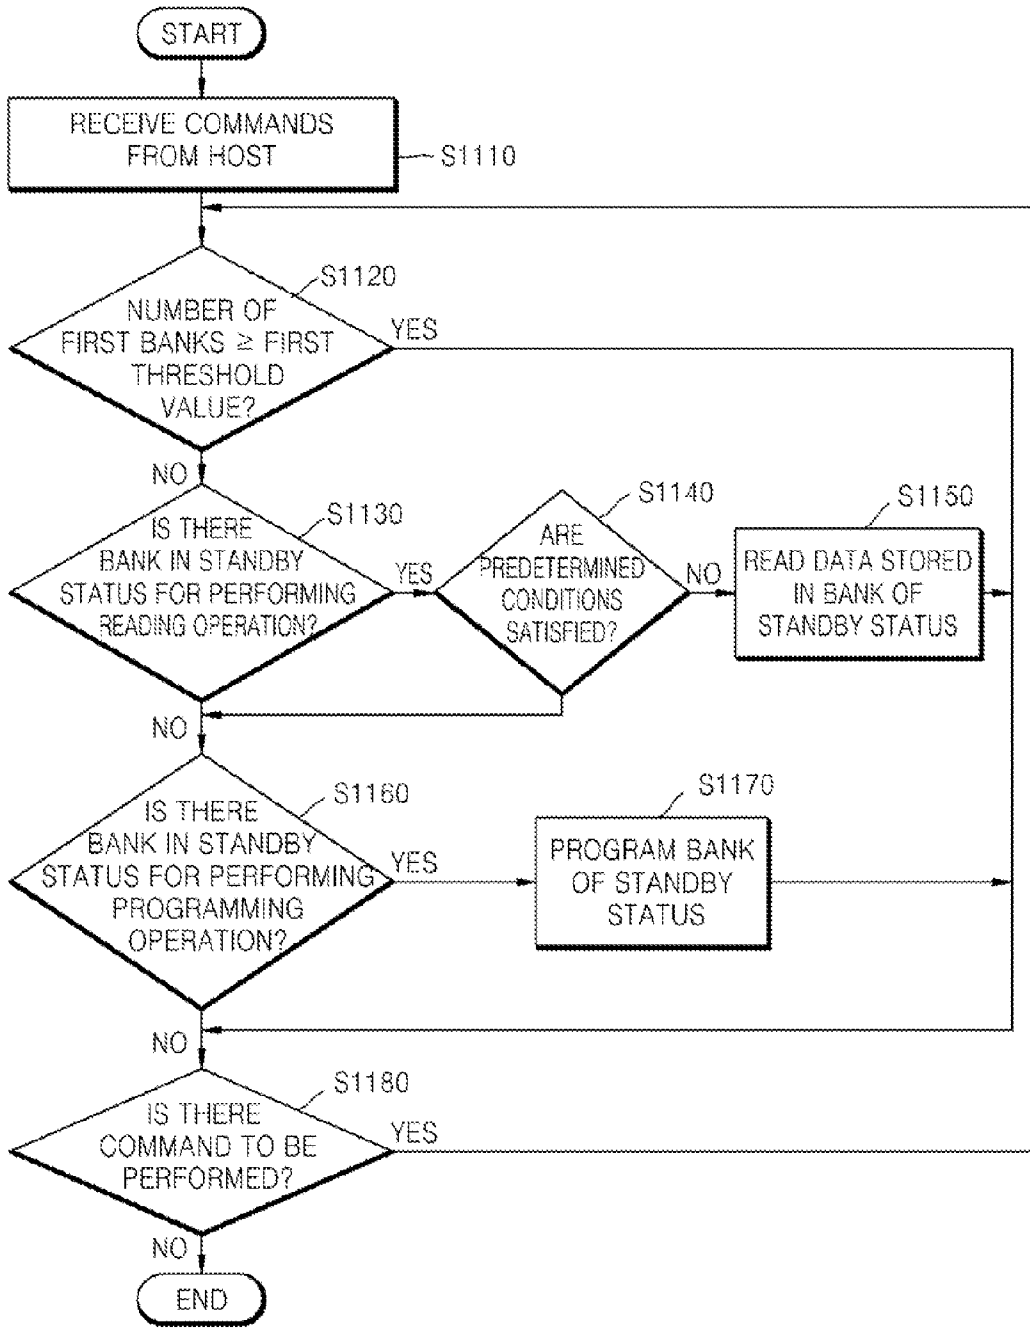 START
RECEIVE COMMANDS
FROM HOST
S1110
S1120
NUMBER OF
FIRST BANKS ≥ FIRST
THRESHOLD
VALUE?
YES
NO
S1130
IS THERE
BANK IN STANDBY
STATUS FOR PERFORMING
READING OPERATION?
YES
S1140
ARE
PREDETERMINED
CONDITIONS
SATISFIED?
NO
S1150
READ DATA STORED
IN BANK OF
STANDBY STATUS
NO
S1160
IS THERE
BANK IN STANDBY
STATUS FOR PERFORMING
PROGRAMMING
OPERATION?
YES
S1170
PROGRAM BANK
OF STANDBY
STATUS
NO
S1180
IS THERE
COMMAND TO BE
PERFORMED?
YES
NO
END